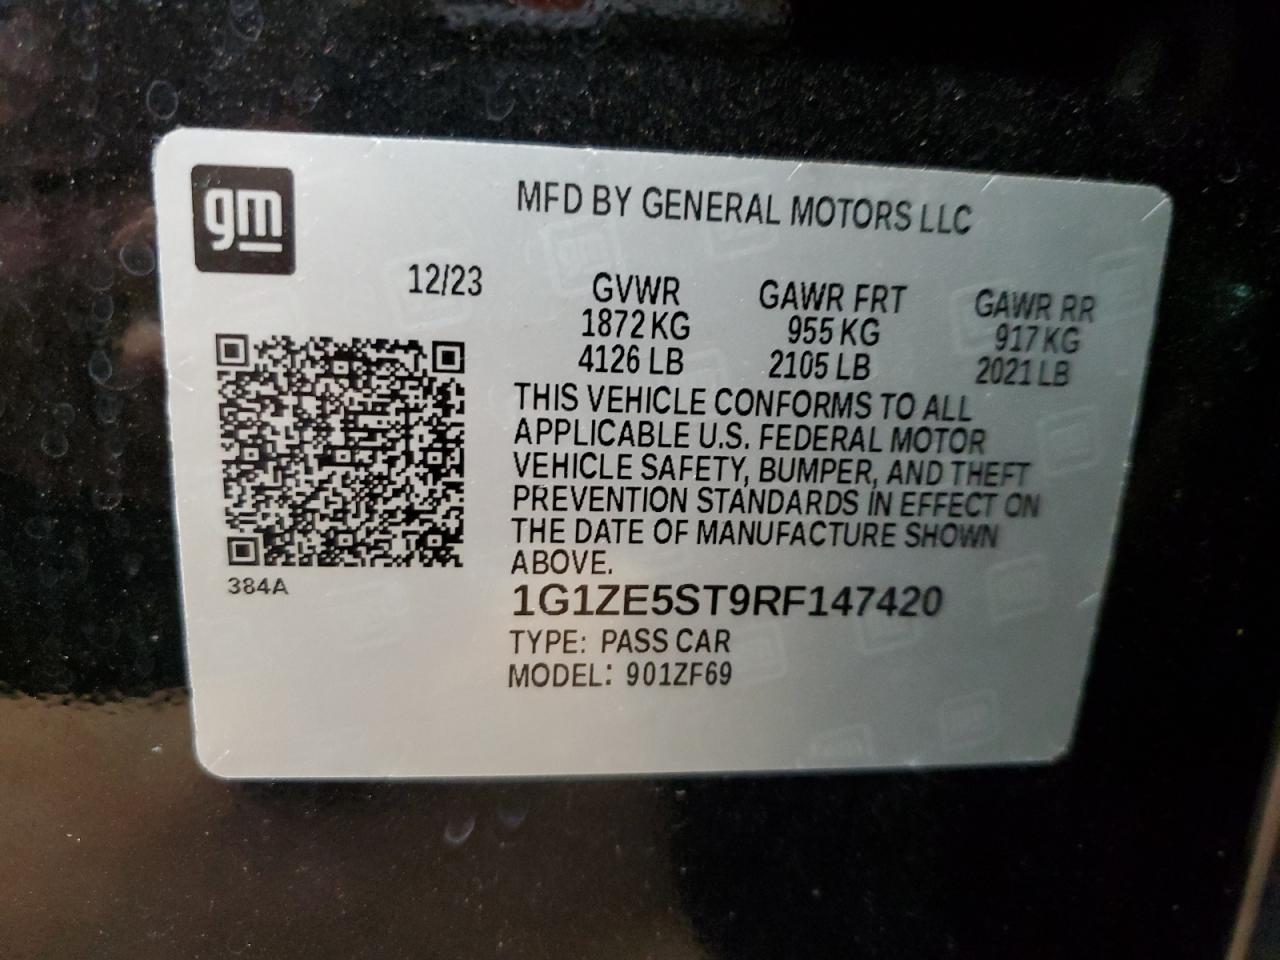 gm
MFD BY GENERAL MOTORS LLC
12/23 GVWR GAWR FRT GAWR RR
1872 KG 955 KG 917 KG
4126 LB 2105 LB 2021 LB
THIS VEHICLE CONFORMS TO ALL
APPLICABLE U.S. FEDERAL MOTOR
VEHICLE SAFETY, BUMPER, AND THEFT
PREVENTION STANDARDS IN EFFECT ON
THE DATE OF MANUFACTURE SHOWN
ABOVE.
384A
1G1ZE5ST9RF147420
TYPE: PASS CAR
MODEL: 901ZF69